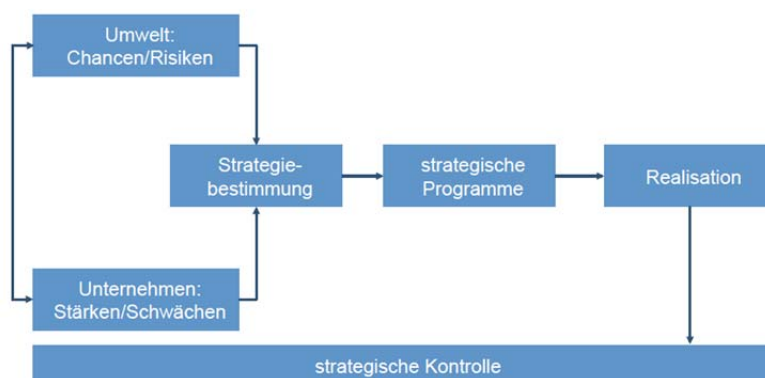 Umwelt:
Chancen/Risiken
Strategie-
bestimmung
strategische
Programme
Realisation
Unternehmen:
Stärken/Schwächen
strategische Kontrolle